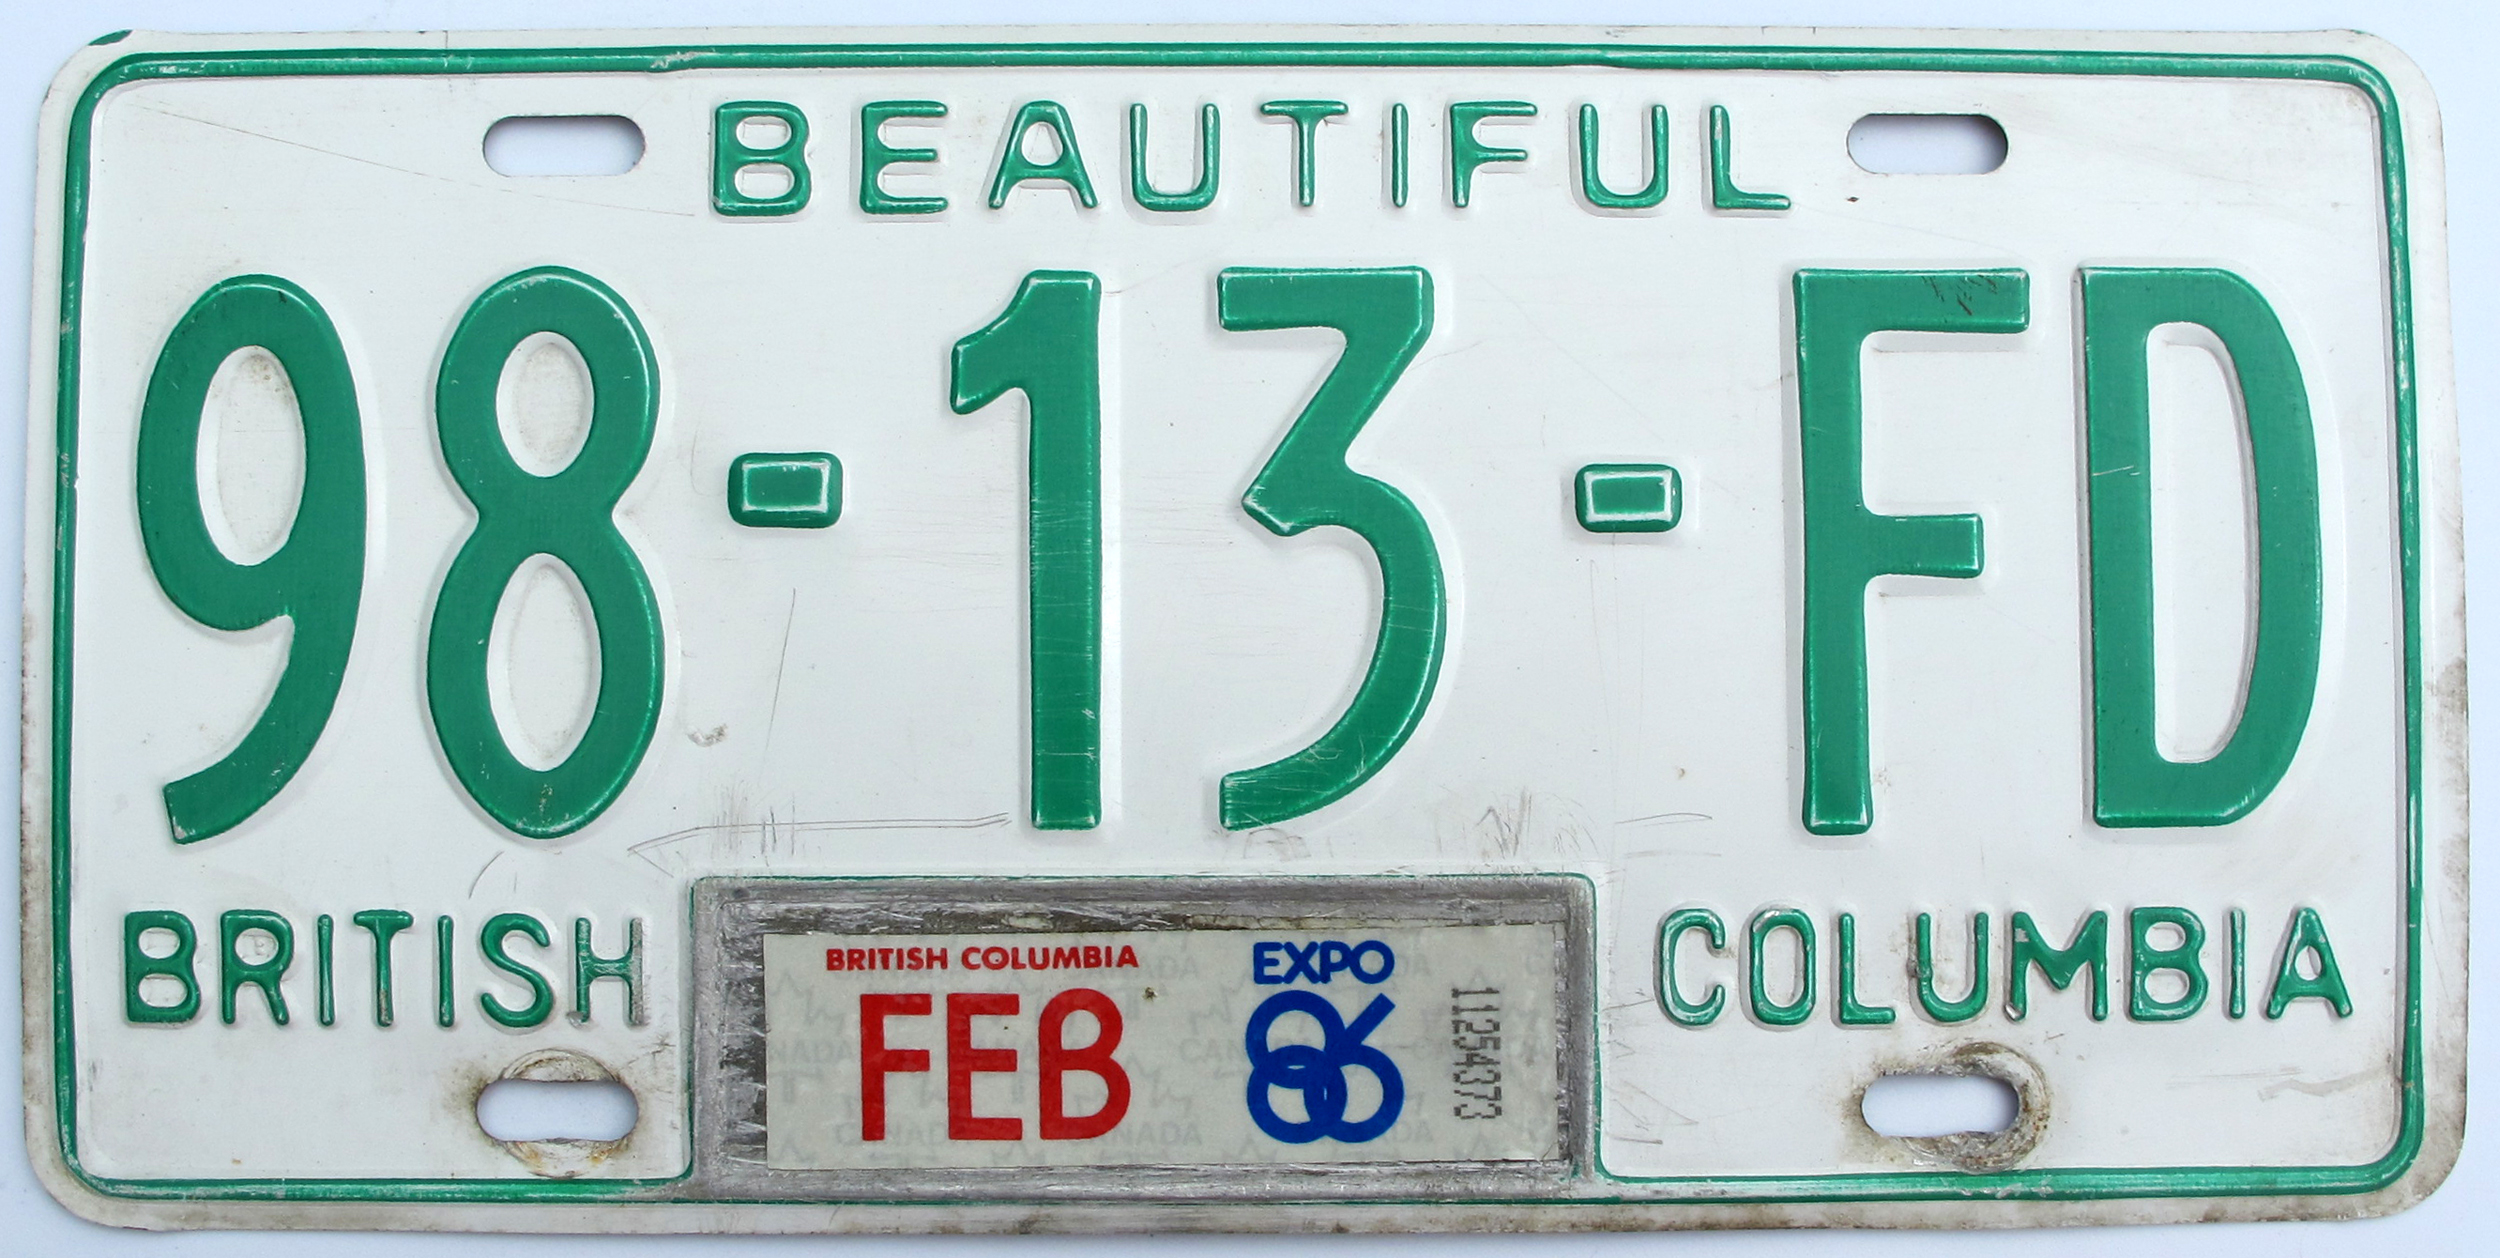 BEAUTIFUL
98-13-FD
BRITISH COLUMBIA
BRITISH COLUMBIA EXPO
FEB 86
11254373